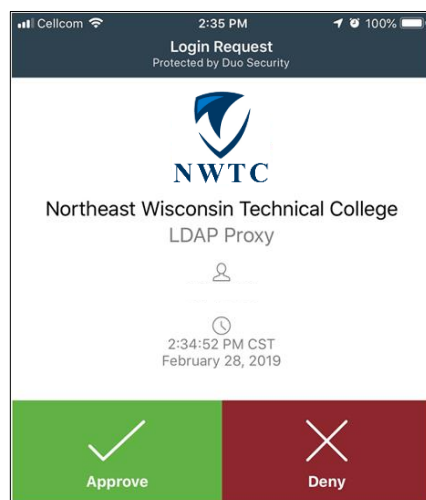 Cellcom 2:35 PM 100%
Login Request
Protected by Duo Security
NWTC
Northeast Wisconsin Technical College
LDAP Proxy
2:34:52 PM CST
February 28, 2019
Approve Deny